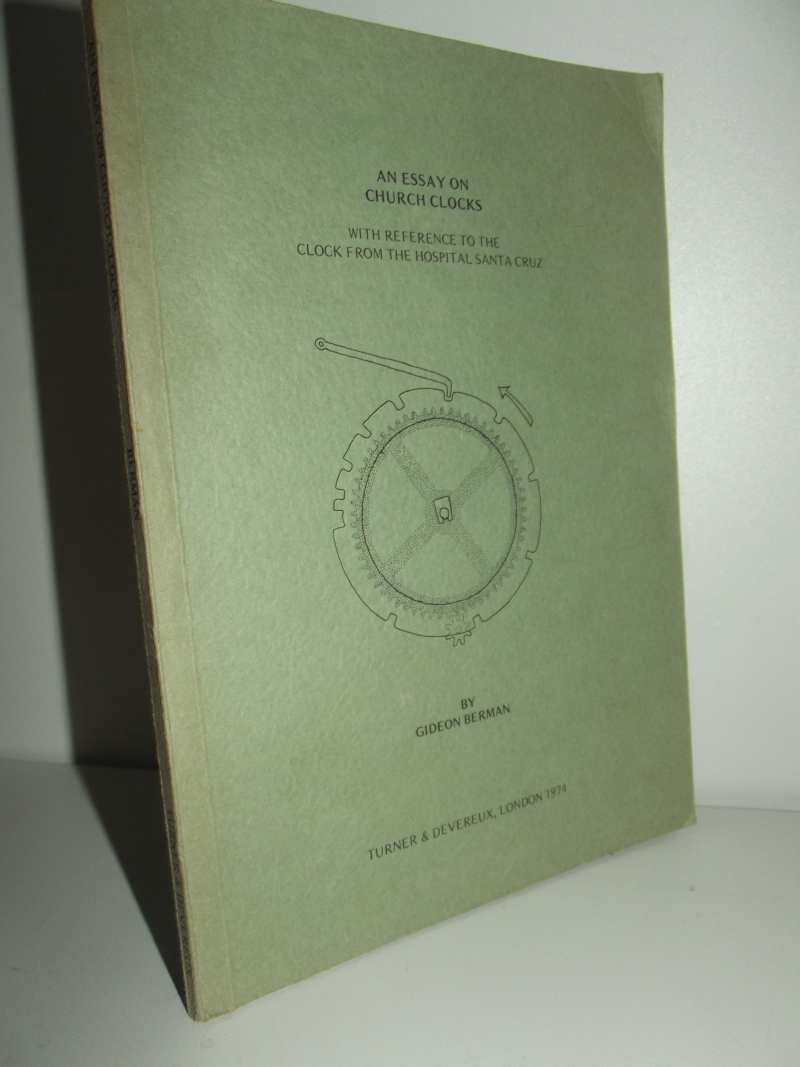 AN ESSAY ON
CHURCH CLOCKS
WITH REFERENCE TO THE
CLOCK FROM THE HOSPITAL SANTA CRUZ
BY
GIDEON BERMAN
TURNER & DEVEREUX, LONDON 1974
BERMAN